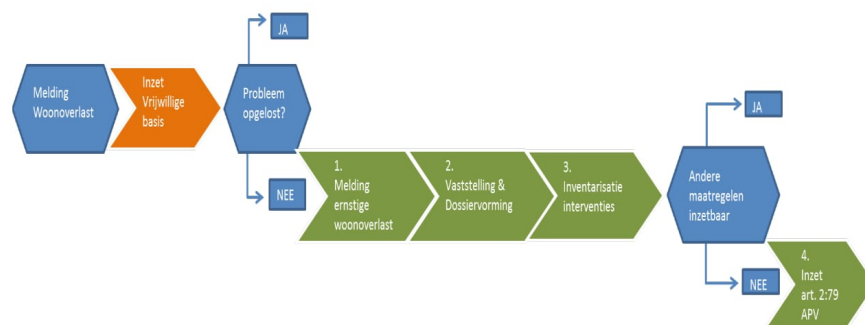 Melding
Woonoverlast
Inzet
Vrijwillige
basis
Probleem
opgelost?
JA
NEE
1.
Melding
ernstige
woonoverlast
2.
Vaststelling &
Dossiervorming
3.
Inventarisatie
interventies
Andere
maatregelen
inzetbaar
JA
NEE
4.
Inzet
art. 2:79
APV